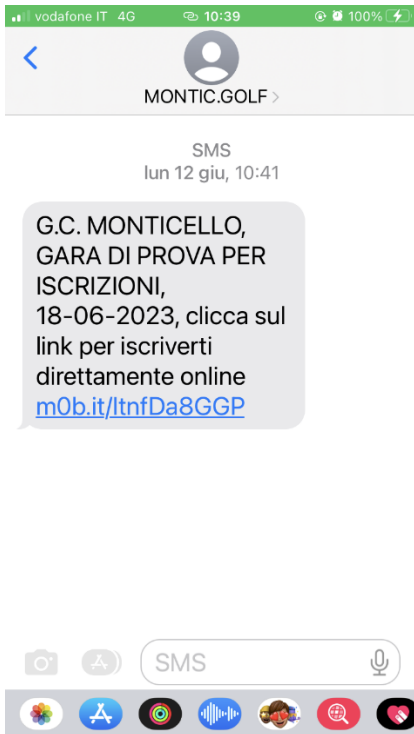 vodafone IT 4G 10:39 100%
MONTIC.GOLF >
SMS
lun 12 giu, 10:41
G.C. MONTICELLO,
GARA DI PROVA PER
ISCRIZIONI,
18-06-2023, clicca sul
link per iscriverti
direttamente online
m0b.it/ltnfDa8GGP
SMS